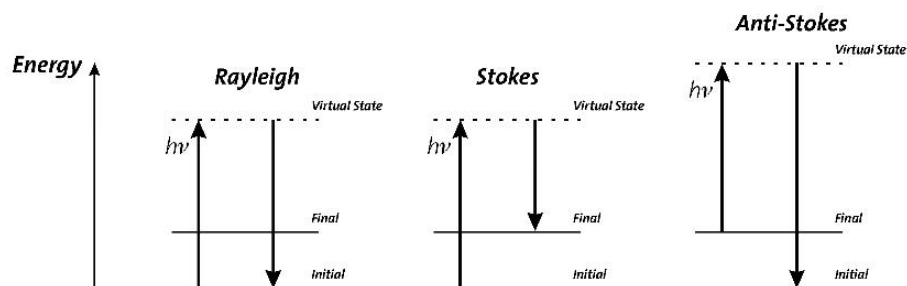 Anti-Stokes
Virtual State
Energy
Rayleigh
Stokes
hν
Virtual State
Virtual State
hν
hν
Final
Final
Final
Initial
Initial
Initial